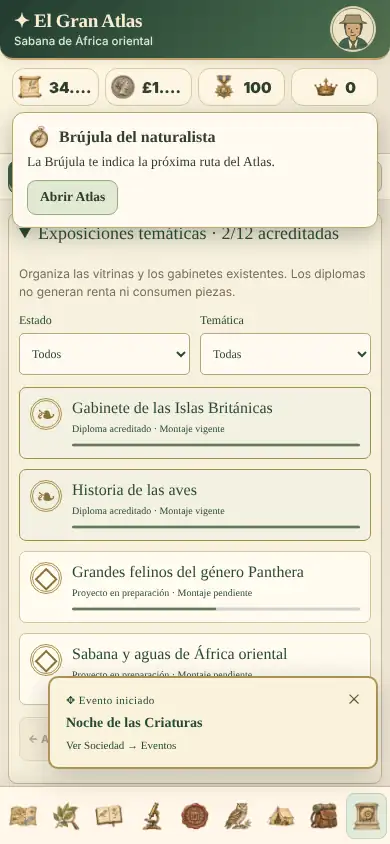 ✦ El Gran Atlas
Sabana de África oriental
34.... £1.... 100 0
Brújula del naturalista
La Brújula te indica la próxima ruta del Atlas.
Abrir Atlas
▼ Exposiciones temáticas · 2/12 acreditadas
Organiza las vitrinas y los gabinetes existentes. Los diplomas
no generan renta ni consumen piezas.
Estado Temática
Todos Todas
Gabinete de las Islas Británicas
Diploma acreditado · Montaje vigente
Historia de las aves
Diploma acreditado · Montaje vigente
Grandes felinos del género Panthera
Proyecto en preparación · Montaje pendiente
Sabana y aguas de África oriental
Proyecto en preparación · Montaje pendiente
← A
✥ Evento iniciado
Noche de las Criaturas
Ver Sociedad → Eventos